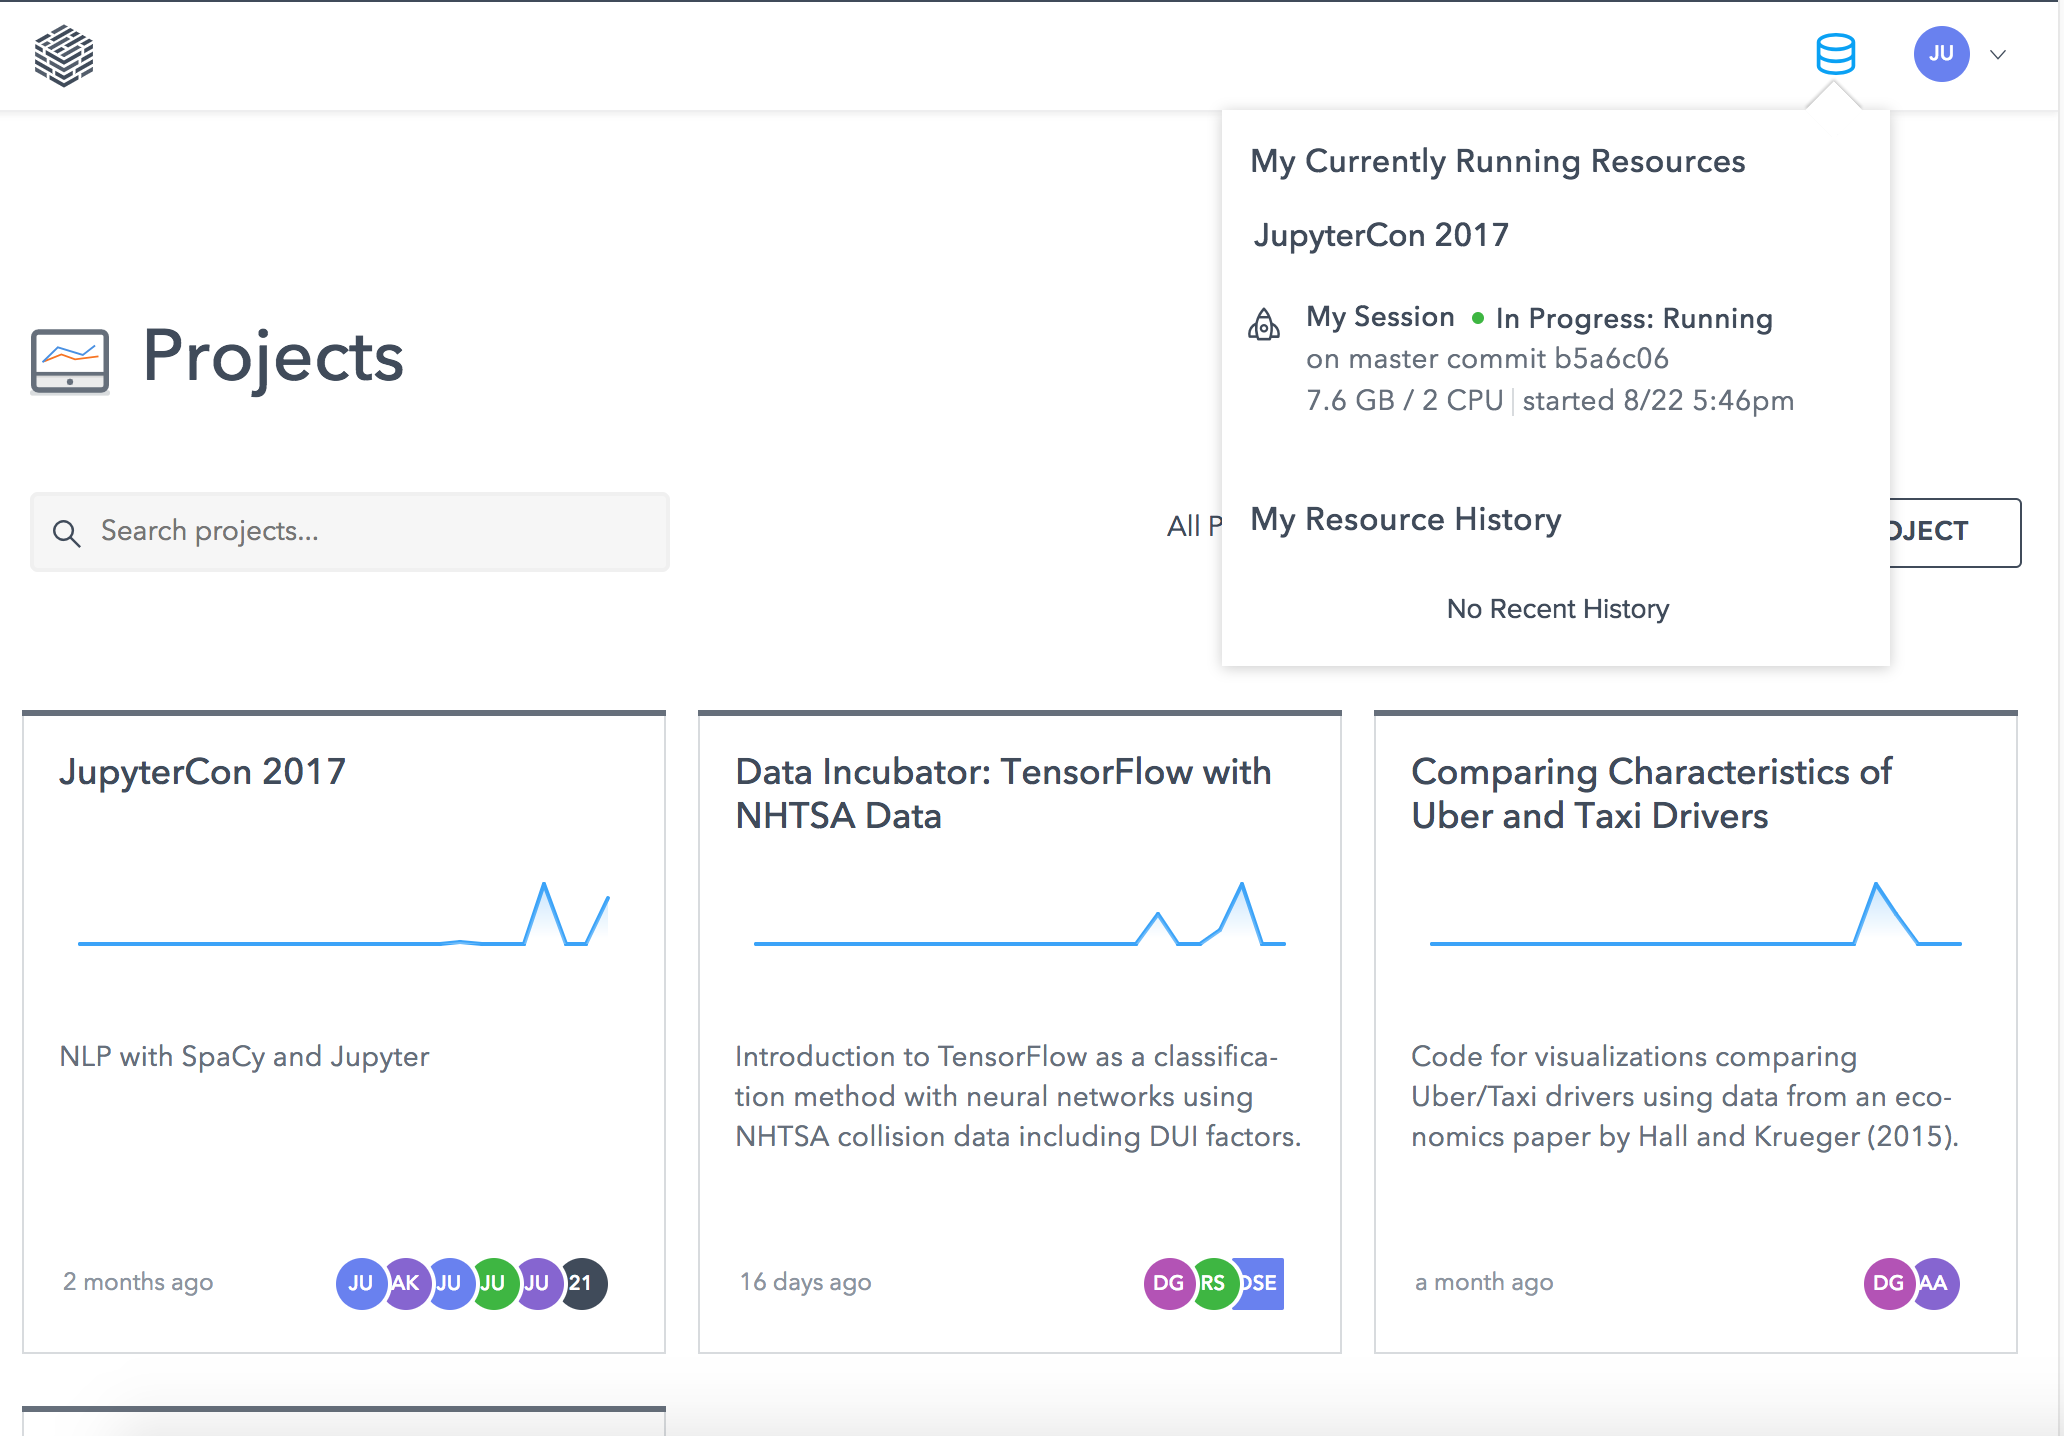 JU
My Currently Running Resources
JupyterCon 2017
My Session • In Progress: Running
on master commit b5a6c06
7.6 GB / 2 CPU | started 8/22 5:46pm
My Resource History
No Recent History
Projects
Search projects...
All P
OJECT
JupyterCon 2017
NLP with SpaCy and Jupyter
2 months ago
JU AK JU JU JU 21
Data Incubator: TensorFlow with
NHTSA Data
Introduction to TensorFlow as a classifica-
tion method with neural networks using
NHTSA collision data including DUI factors.
16 days ago
DG RS DSE
Comparing Characteristics of
Uber and Taxi Drivers
Code for visualizations comparing
Uber/Taxi drivers using data from an eco-
nomics paper by Hall and Krueger (2015).
a month ago
DG AA